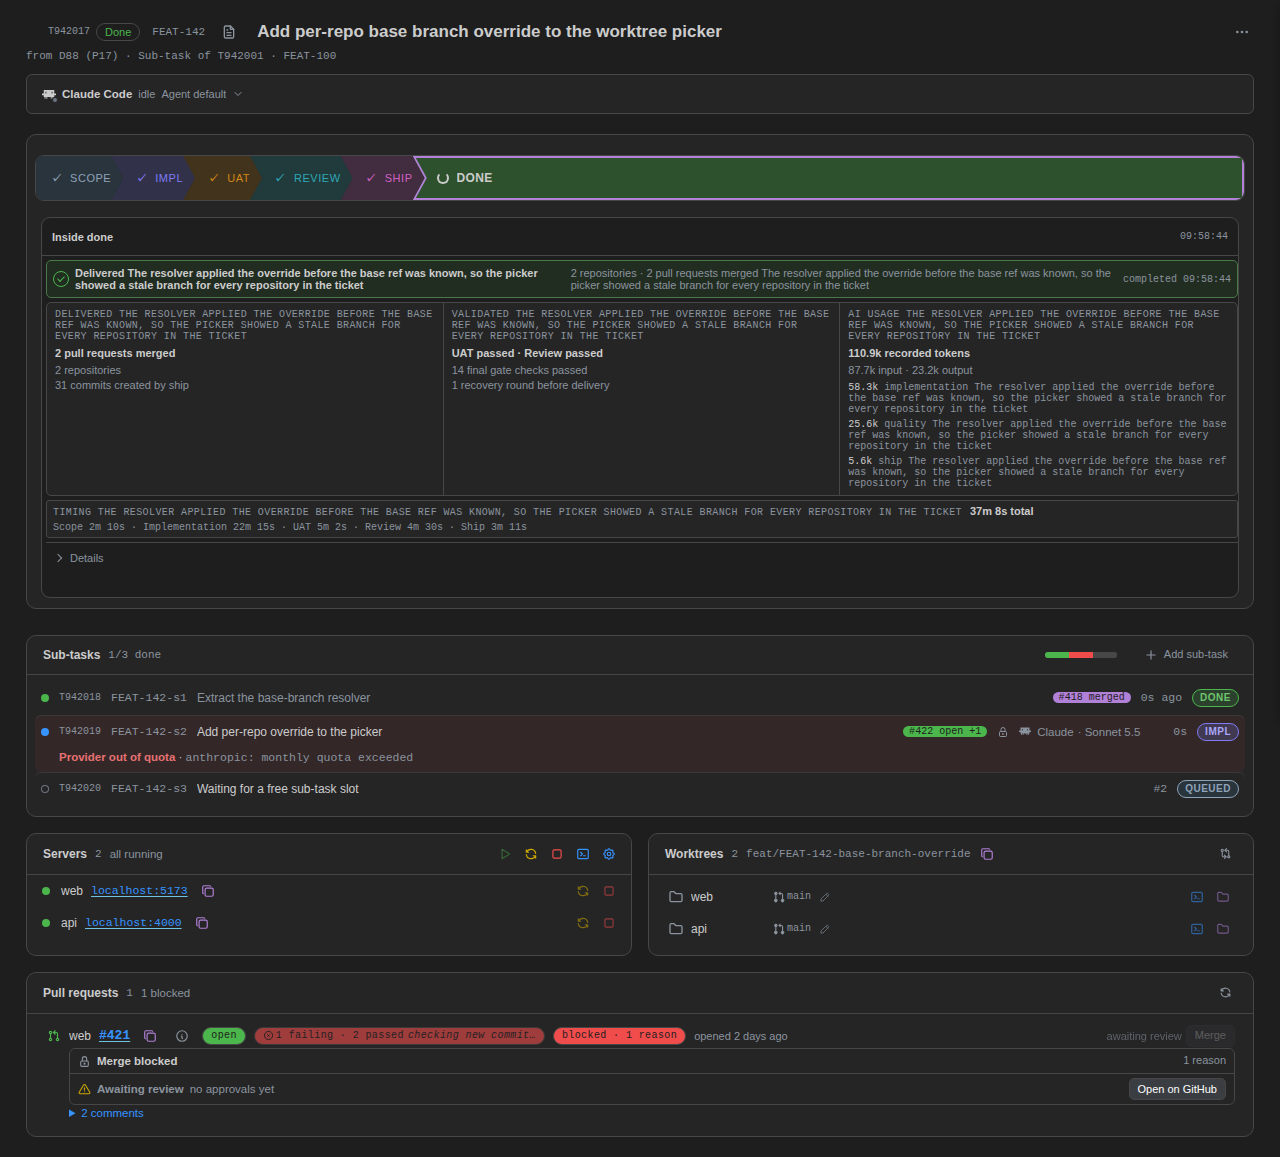 T942017 Done FEAT-142 Add per-repo base branch override to the worktree picker
from D88 (P17) · Sub-task of T942001 · FEAT-100
Claude Code idle Agent default
SCOPE IMPL UAT REVIEW SHIP DONE
Inside done 09:58:44
Delivered The resolver applied the override before the base ref was known, so the picker
showed a stale branch for every repository in the ticket
2 repositories · 2 pull requests merged The resolver applied the override before the base ref was known, so the
picker showed a stale branch for every repository in the ticket
completed 09:58:44
DELIVERED THE RESOLVER APPLIED THE OVERRIDE BEFORE THE BASE
REF WAS KNOWN, SO THE PICKER SHOWED A STALE BRANCH FOR
EVERY REPOSITORY IN THE TICKET
2 pull requests merged
2 repositories
31 commits created by ship
VALIDATED THE RESOLVER APPLIED THE OVERRIDE BEFORE THE BASE
REF WAS KNOWN, SO THE PICKER SHOWED A STALE BRANCH FOR
EVERY REPOSITORY IN THE TICKET
UAT passed · Review passed
14 final gate checks passed
1 recovery round before delivery
AI USAGE THE RESOLVER APPLIED THE OVERRIDE BEFORE THE BASE
REF WAS KNOWN, SO THE PICKER SHOWED A STALE BRANCH FOR
EVERY REPOSITORY IN THE TICKET
110.9k recorded tokens
87.7k input · 23.2k output
58.3k implementation The resolver applied the override before
the base ref was known, so the picker showed a stale branch for
every repository in the ticket
25.6k quality The resolver applied the override before the base
ref was known, so the picker showed a stale branch for every
repository in the ticket
5.6k ship The resolver applied the override before the base ref
was known, so the picker showed a stale branch for every
repository in the ticket
TIMING THE RESOLVER APPLIED THE OVERRIDE BEFORE THE BASE REF WAS KNOWN, SO THE PICKER SHOWED A STALE BRANCH FOR EVERY REPOSITORY IN THE TICKET 37m 8s total
Scope 2m 10s · Implementation 22m 15s · UAT 5m 2s · Review 4m 30s · Ship 3m 11s
Details
Sub-tasks 1/3 done Add sub-task
T942018 FEAT-142-s1 Extract the base-branch resolver #418 merged 0s ago DONE
T942019 FEAT-142-s2 Add per-repo override to the picker #422 open +1 Claude · Sonnet 5.5 0s IMPL
Provider out of quota · anthropic: monthly quota exceeded
T942020 FEAT-142-s3 Waiting for a free sub-task slot #2 QUEUED
Servers 2 all running
web localhost:5173
api localhost:4000
Worktrees 2 feat/FEAT-142-base-branch-override
web main
api main
Pull requests 1 1 blocked
web #421 open 1 failing · 2 passed checking new commit… blocked · 1 reason opened 2 days ago awaiting review Merge
Merge blocked 1 reason
Awaiting review no approvals yet Open on GitHub
2 comments